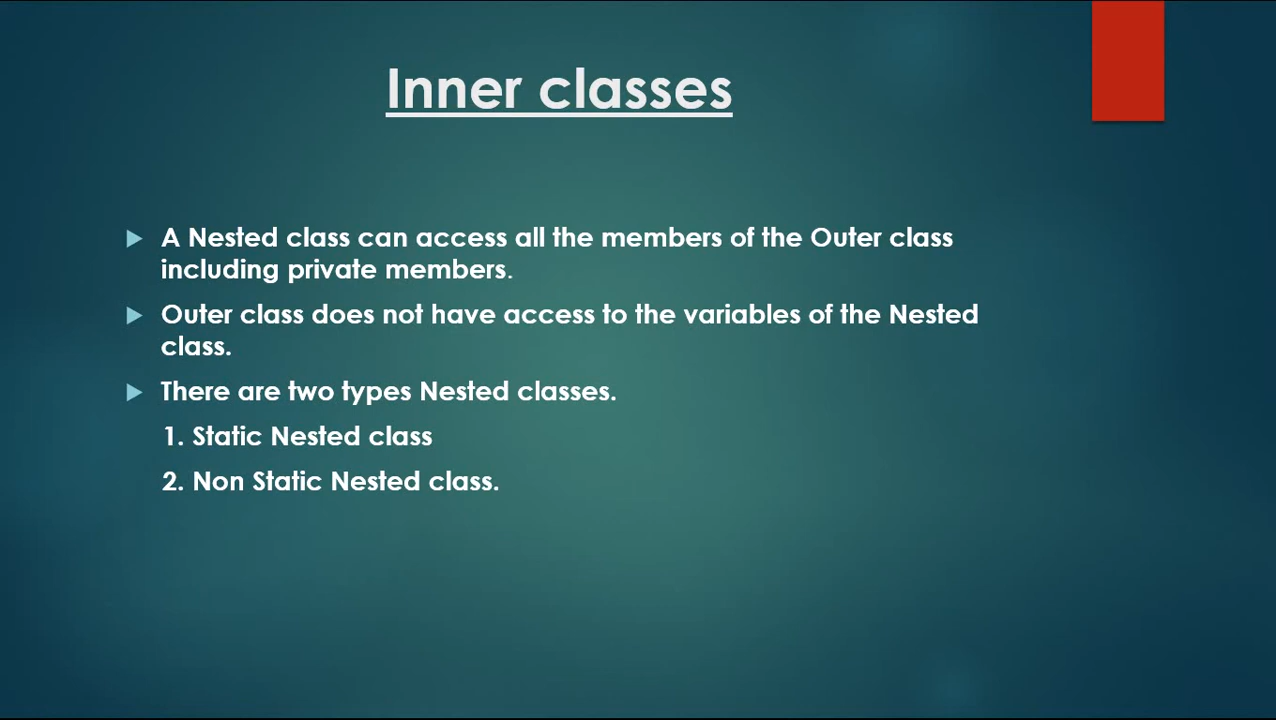 Inner classes
A Nested class can access all the members of the Outer class
including private members.
Outer class does not have access to the variables of the Nested
class.
There are two types Nested classes.
1. Static Nested class
2. Non Static Nested class.